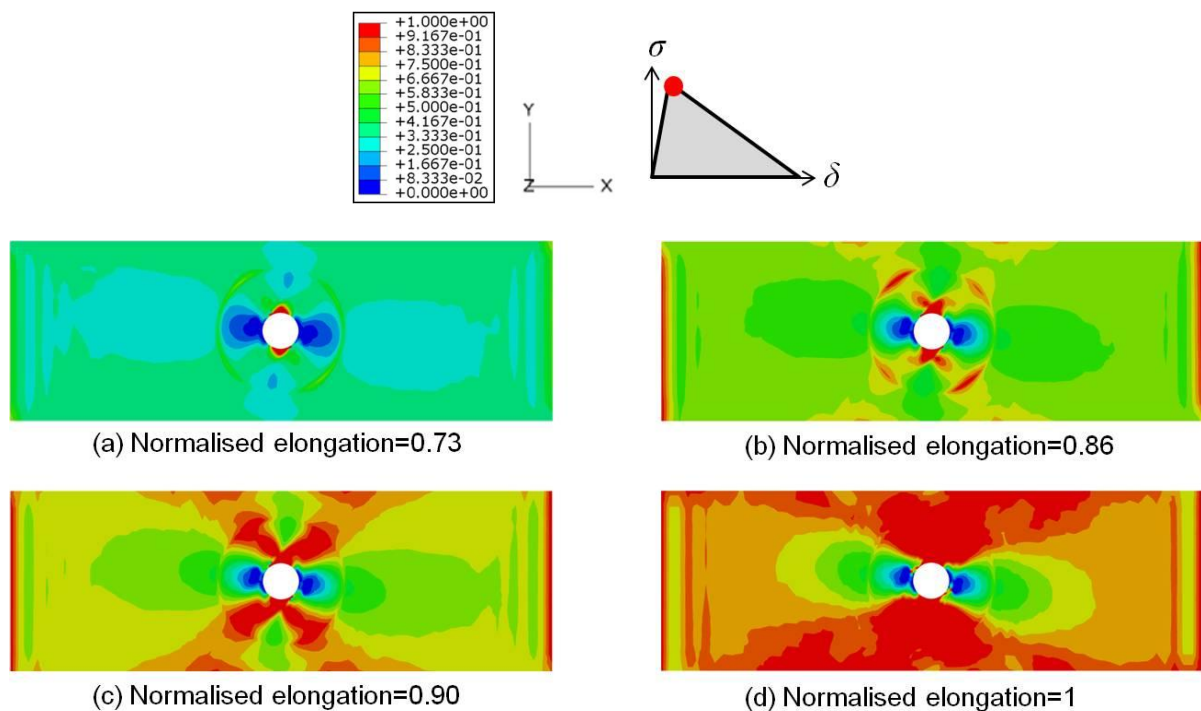 +1.000e+00
+9.167e-01
+8.333e-01
+7.500e-01
+6.667e-01
+5.833e-01
+5.000e-01
+4.167e-01
+3.333e-01
+2.500e-01
+1.667e-01
+8.333e-02
+0.000e+00
Y
Z
X
σ
δ
(a) Normalised elongation=0.73
(b) Normalised elongation=0.86
(c) Normalised elongation=0.90
(d) Normalised elongation=1